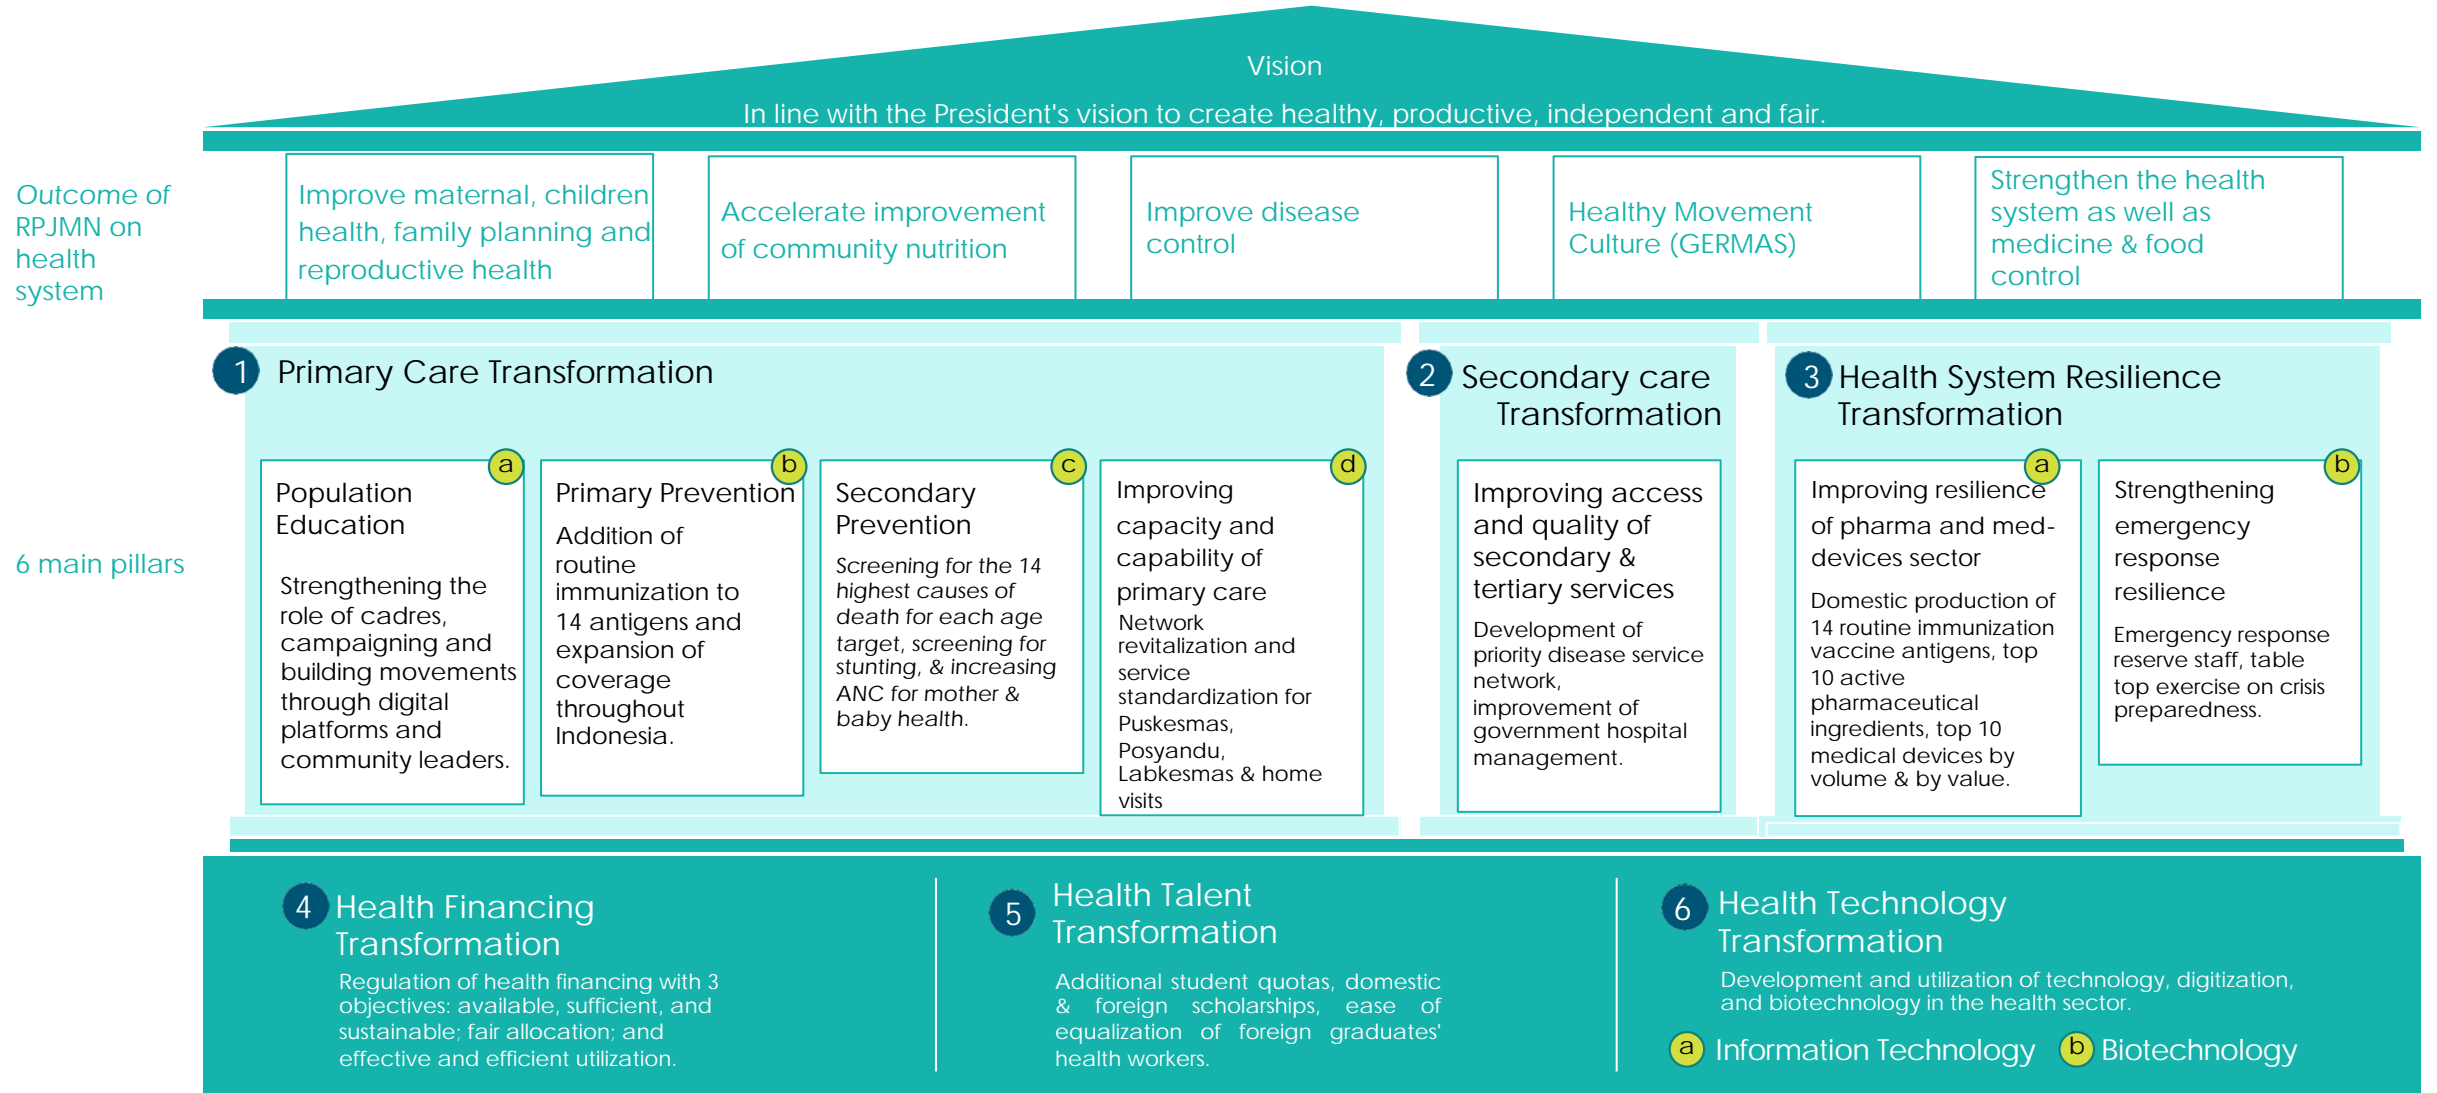 Vision
In line with the President's vision to create healthy, productive, independent and fair.
Outcome of
RPJMN on
health
system
Improve maternal, children
health, family planning and
reproductive health
Accelerate improvement
of community nutrition
Improve disease
control
Healthy Movement
Culture (GERMAS)
Strengthen the health
system as well as
medicine & food
control
6 main pillars
1 Primary Care Transformation
a
Population
Education
Strengthening the
role of cadres,
campaigning and
building movements
through digital
platforms and
community leaders.
b
Primary Prevention
Addition of
routine
immunization to
14 antigens and
expansion of
coverage
throughout
Indonesia.
c
Secondary
Prevention
Screening for the 14
highest causes of
death for each age
target, screening for
stunting, & increasing
ANC for mother &
baby health.
d
Improving
capacity and
capability of
primary care
Network
revitalization and
service
standardization for
Puskesmas,
Posyandu,
Labkesmas & home
visits
2 Secondary care
Transformation
Improving access
and quality of
secondary &
tertiary services
Development of
priority disease service
network,
improvement of
government hospital
management.
3 Health System Resilience
Transformation
a
Improving resilience
of pharma and med-
devices sector
Domestic production of
14 routine immunization
vaccine antigens, top
10 active
pharmaceutical
ingredients, top 10
medical devices by
volume & by value.
b
Strengthening
emergency
response
resilience
Emergency response
reserve staff, table
top exercise on crisis
preparedness.
4 Health Financing
Transformation
Regulation of health financing with 3
objectives: available, sufficient, and
sustainable; fair allocation; and
effective and efficient utilization.
5 Health Talent
Transformation
Additional student quotas, domestic
& foreign scholarships, ease of
equalization of foreign graduates'
health workers.
6 Health Technology
Transformation
Development and utilization of technology, digitization,
and biotechnology in the health sector.
a Information Technology b Biotechnology